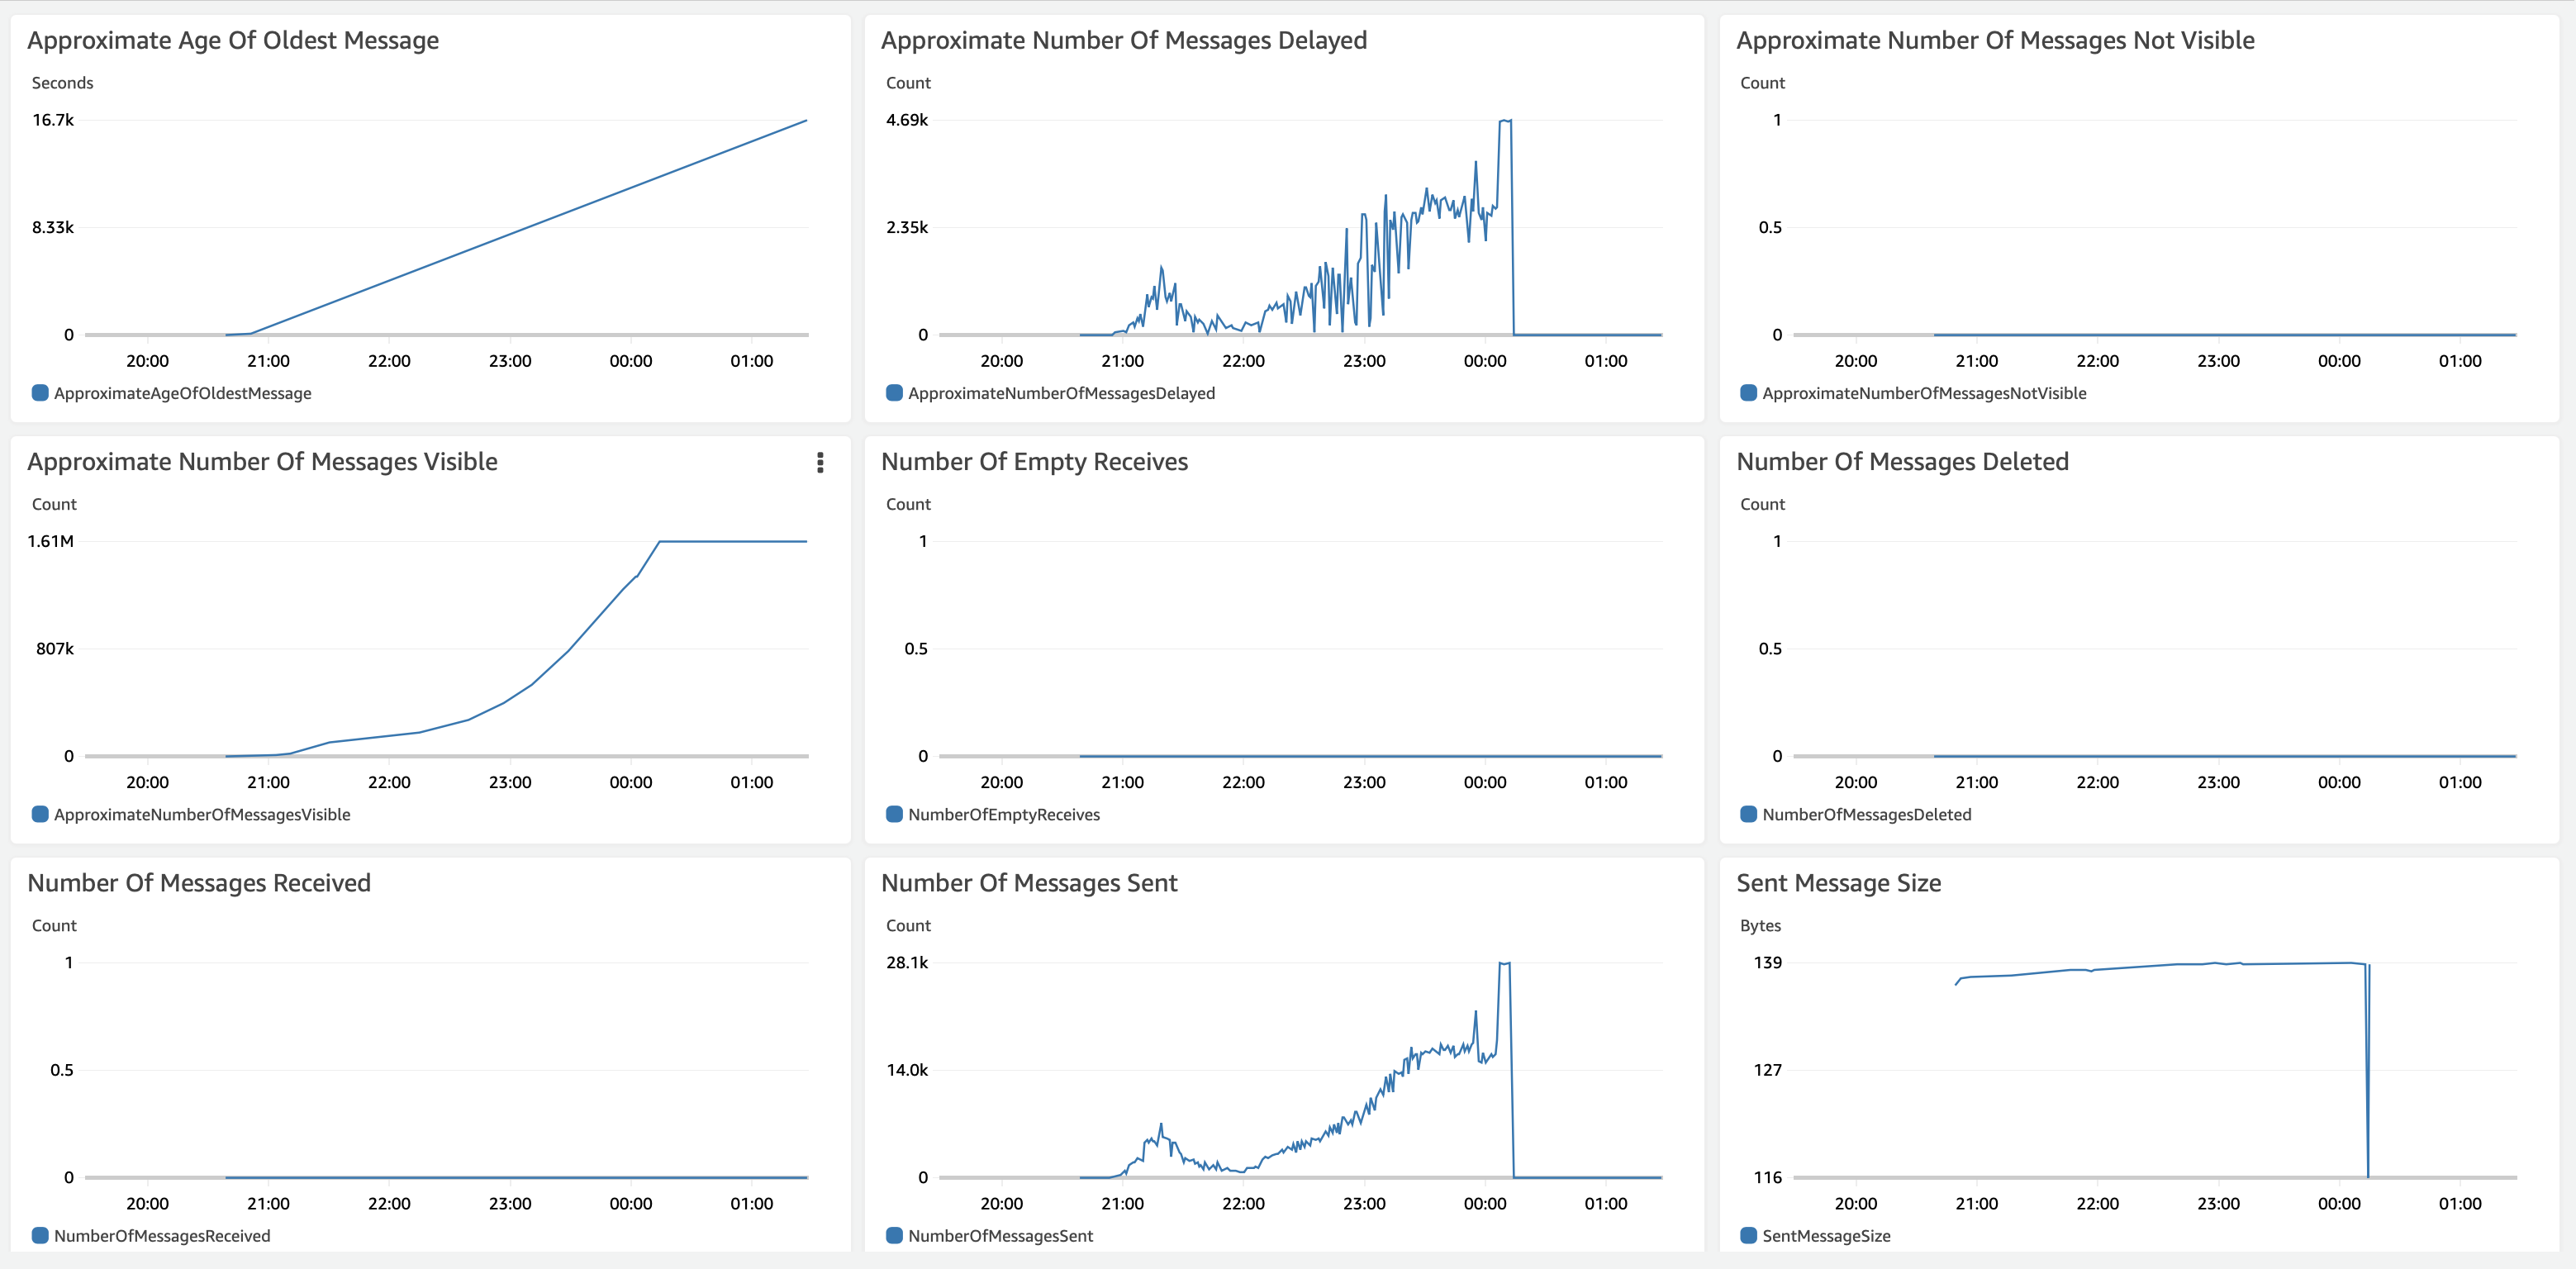 Approximate Age Of Oldest Message
Seconds
16.7k
8.33k
0
20:00 21:00 22:00 23:00 00:00 01:00
ApproximateAgeOfOldestMessage
Approximate Number Of Messages Delayed
Count
4.69k
2.35k
0
20:00 21:00 22:00 23:00 00:00 01:00
ApproximateNumberOfMessagesDelayed
Approximate Number Of Messages Not Visible
Count
1
0.5
0
20:00 21:00 22:00 23:00 00:00 01:00
ApproximateNumberOfMessagesNotVisible
Approximate Number Of Messages Visible
Count
1.61M
807k
0
20:00 21:00 22:00 23:00 00:00 01:00
ApproximateNumberOfMessagesVisible
Number Of Empty Receives
Count
1
0.5
0
20:00 21:00 22:00 23:00 00:00 01:00
NumberOfEmptyReceives
Number Of Messages Deleted
Count
1
0.5
0
20:00 21:00 22:00 23:00 00:00 01:00
NumberOfMessagesDeleted
Number Of Messages Received
Count
1
0.5
0
20:00 21:00 22:00 23:00 00:00 01:00
NumberOfMessagesReceived
Number Of Messages Sent
Count
28.1k
14.0k
0
20:00 21:00 22:00 23:00 00:00 01:00
NumberOfMessagesSent
Sent Message Size
Bytes
139
127
116
20:00 21:00 22:00 23:00 00:00 01:00
SentMessageSize